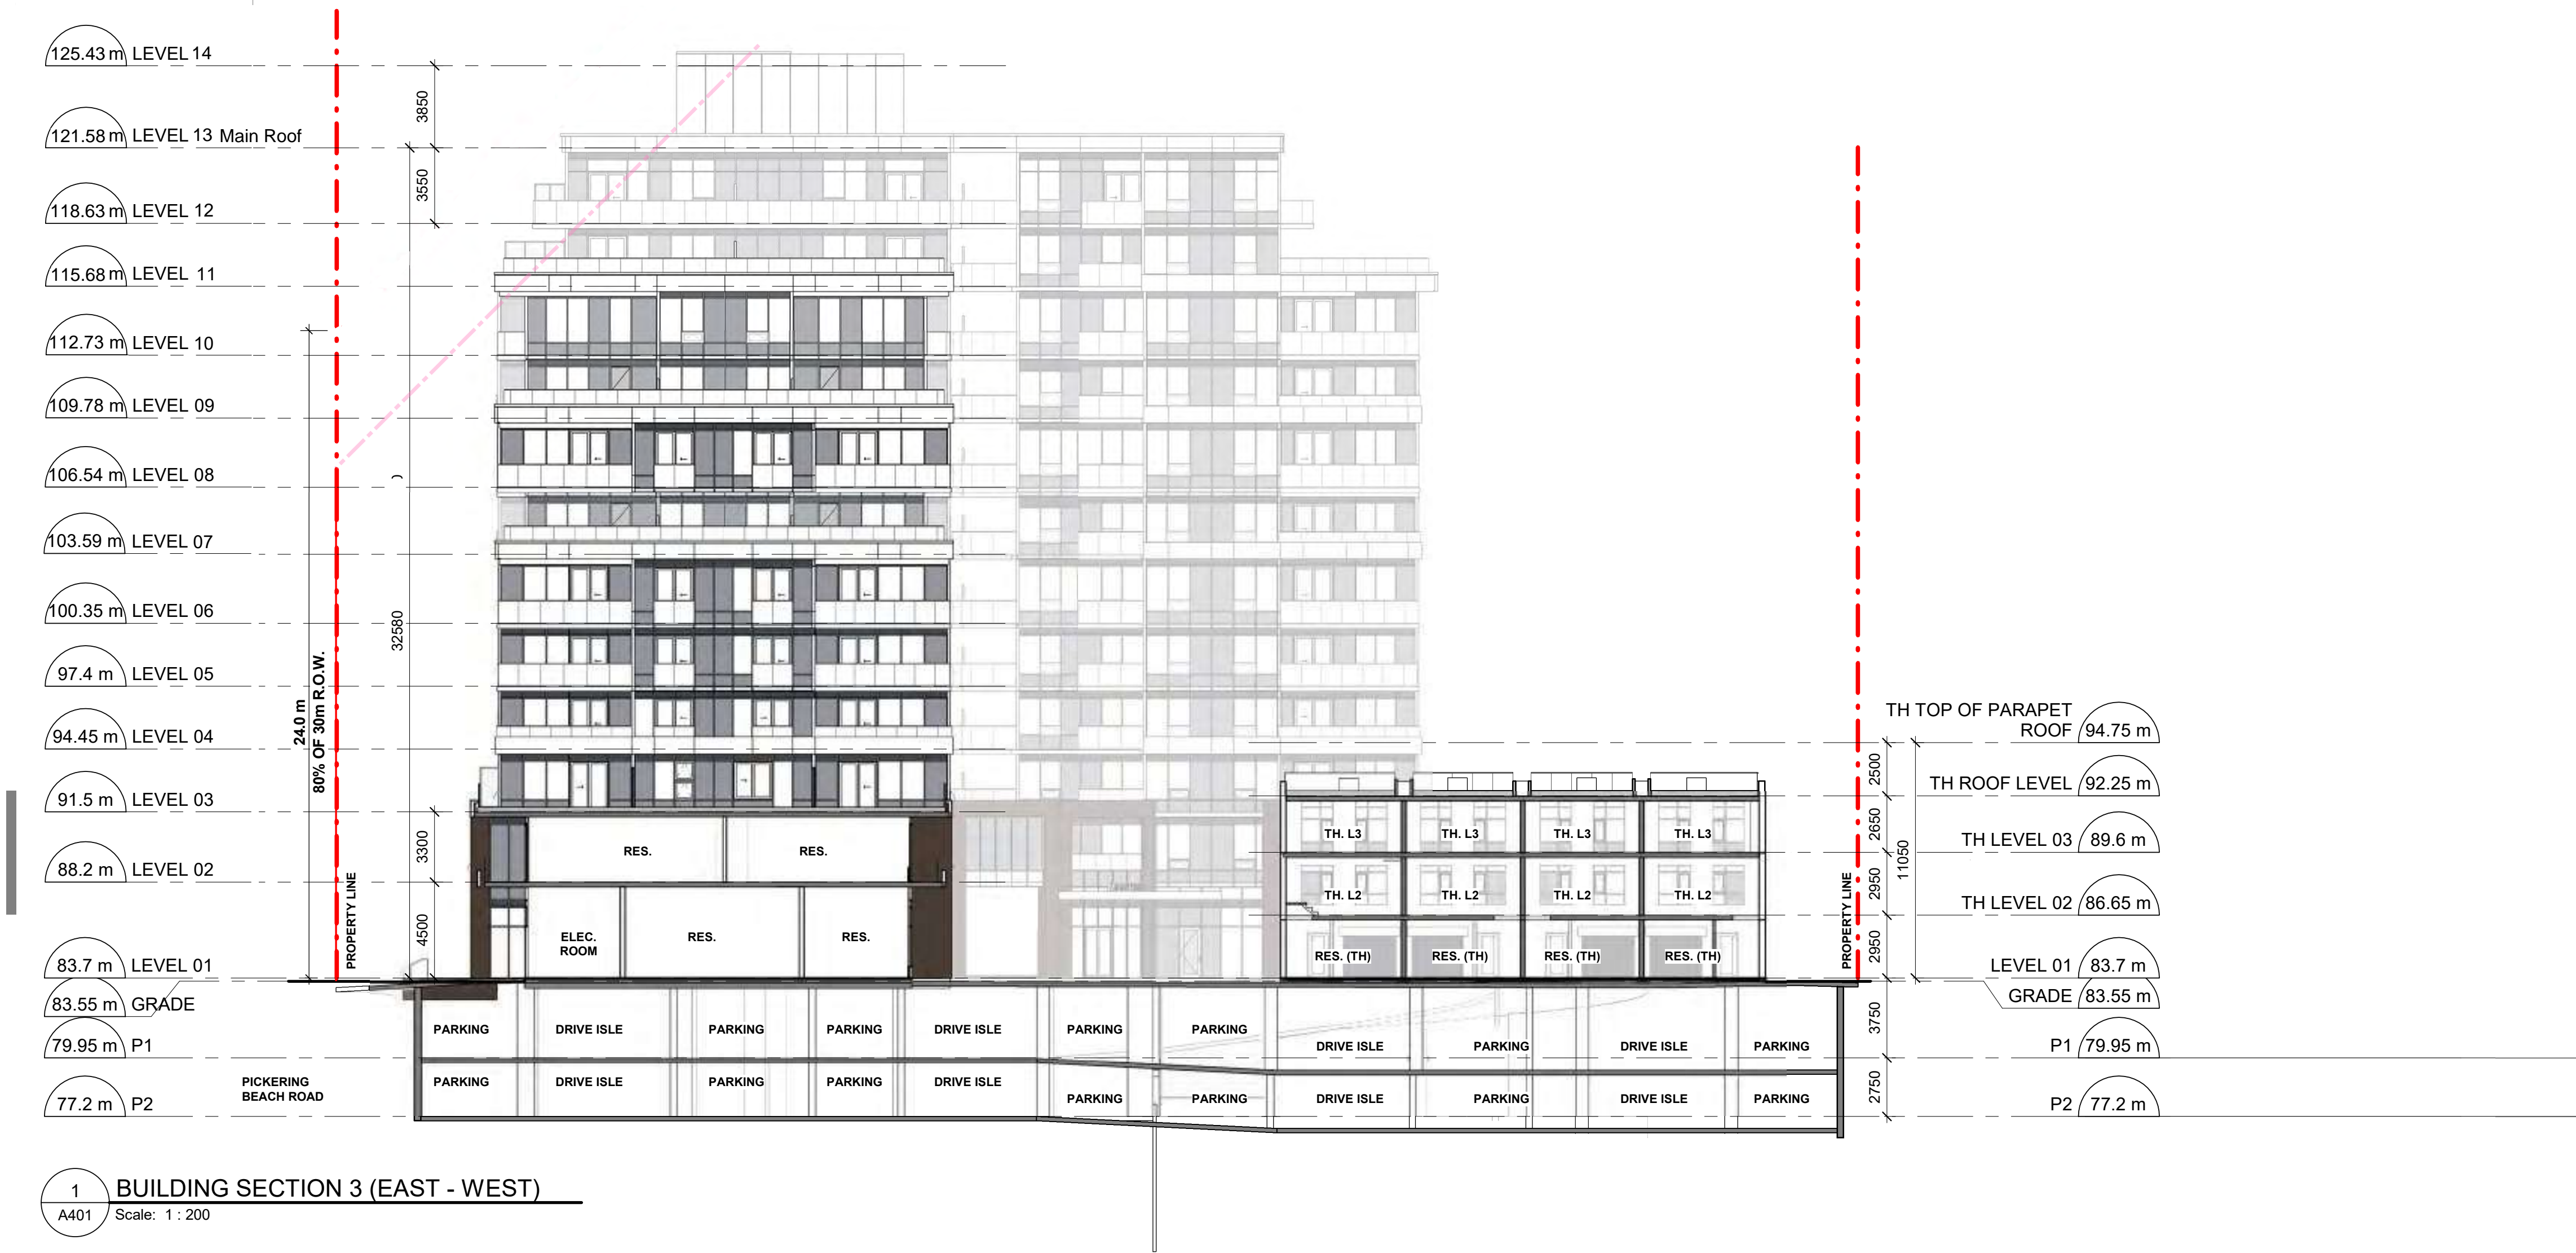 125.43 m LEVEL 14
121.58 m LEVEL 13 Main Roof
118.63 m LEVEL 12
115.68 m LEVEL 11
112.73 m LEVEL 10
109.78 m LEVEL 09
106.54 m LEVEL 08
103.59 m LEVEL 07
100.35 m LEVEL 06
97.4 m LEVEL 05
94.45 m LEVEL 04
91.5 m LEVEL 03
88.2 m LEVEL 02
83.7 m LEVEL 01
83.55 m GRADE
79.95 m P1
77.2 m P2
PICKERING
BEACH ROAD
24.0 m
80% OF 30m R.O.W.
PROPERTY LINE
3850
3550
32580
3300
4500
RES. RES.
ELEC.
ROOM
RES. RES.
TH. L3 TH. L3 TH. L3 TH. L3
TH. L2 TH. L2 TH. L2 TH. L2
RES. (TH) RES. (TH) RES. (TH) RES. (TH)
PARKING DRIVE ISLE PARKING PARKING DRIVE ISLE PARKING PARKING
DRIVE ISLE PARKING DRIVE ISLE PARKING
PARKING DRIVE ISLE PARKING PARKING DRIVE ISLE
PARKING PARKING DRIVE ISLE PARKING DRIVE ISLE PARKING
PROPERTY LINE
2500
2650
2950
2950
11050
3750
2750
TH TOP OF PARAPET
ROOF 94.75 m
TH ROOF LEVEL 92.25 m
TH LEVEL 03 89.6 m
TH LEVEL 02 86.65 m
LEVEL 01 83.7 m
GRADE 83.55 m
P1 79.95 m
P2 77.2 m
1
A401
BUILDING SECTION 3 (EAST - WEST)
Scale: 1 : 200